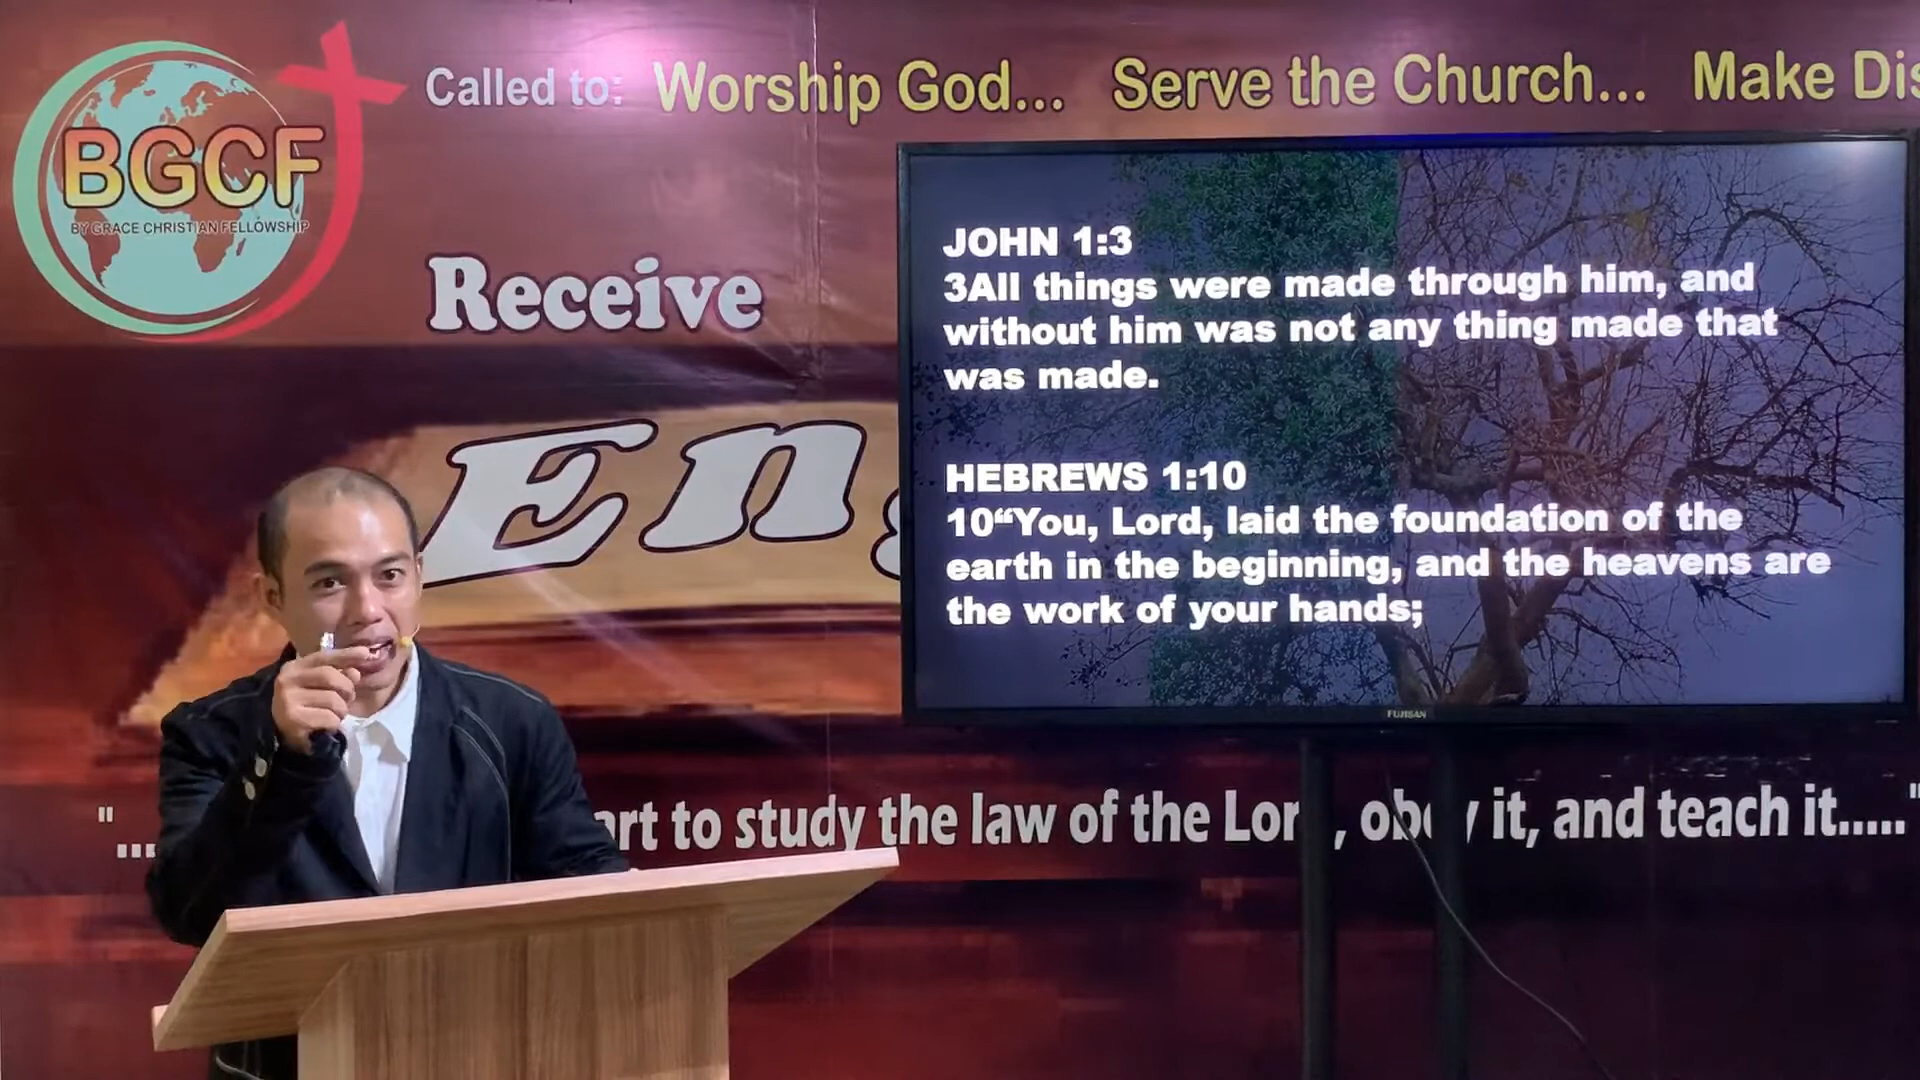 Called to: Worship God... Serve the Church... Make Dis
BGCF
BY GRACE CHRISTIAN FELLOWSHIP
Receive
Eng
JOHN 1:3
3All things were made through him, and
without him was not any thing made that
was made.
HEBREWS 1:10
10“You, Lord, laid the foundation of the
earth in the beginning, and the heavens are
the work of your hands;
FUJISAN
"... art to study the law of the Lor , obey it, and teach it....."